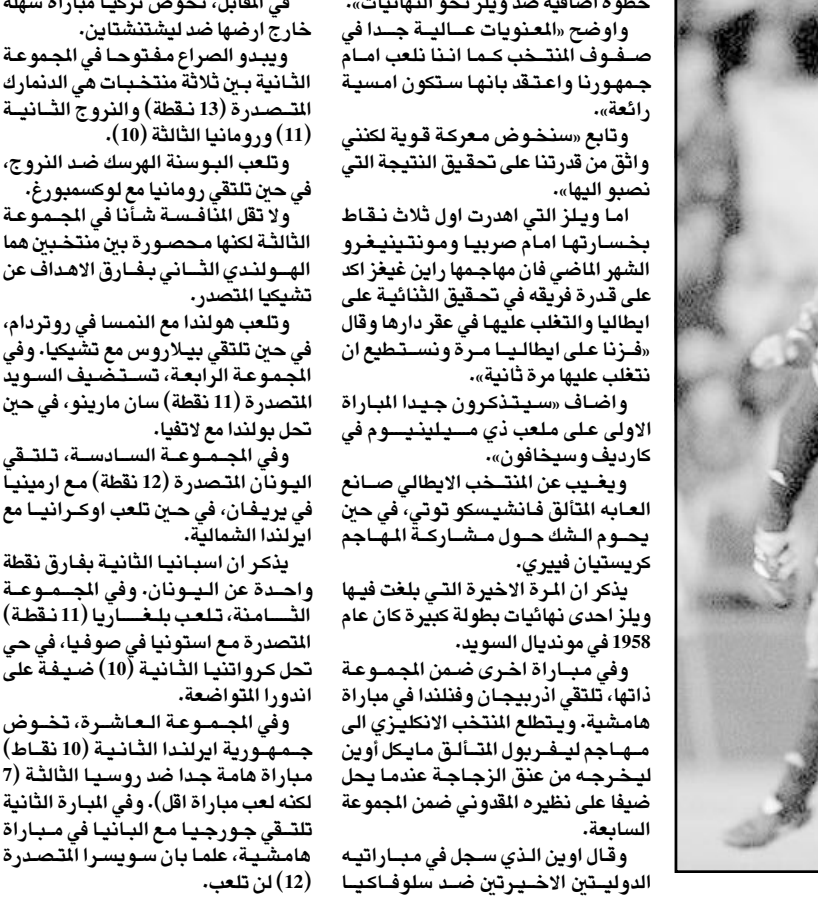 خطوة اضافية ضد ويلز نحو النهائيات».
واوضح «المعنويات عالية جدا في
صفوف المنتخب كما اننا نلعب امام
جمهورنا واعتقد بانها ستكون امسية
رائعة».
وتابع «سنخوض معركة قوية لكنني
واثق من قدرتنا على تحقيق النتيجة التي
نصبو اليها».
اما ويلز التي اهدرت اول ثلاث نقاط
بخسارتها امام صربيا ومونتينيغرو
الشهر الماضي فان مهاجمها راين غيغز اكد
على قدرة فريقه في تحقيق الثنائية على
ايطاليا والتغلب عليها في عقر دارها وقال
«فزنا على ايطاليا مرة ونستطيع ان
نتغلب عليها مرة ثانية».
واضاف «سيتذكرون جيدا المباراة
الاولى على ملعب ذي ميلينيوم في
كارديف وسيخافون».
ويغيب عن المنتخب الايطالي صانع
العابه المتألق فانشيسكو توتي، في حين
يحوم الشك حول مشاركة المهاجم
كريستيان فييري.
يذكر ان المرة الاخيرة التي بلغت فيها
ويلز احدى نهائيات بطولة كبيرة كان عام
1958 في مونديال السويد.
وفي مباراة اخرى ضمن المجموعة
ذاتها، تلتقي اذربيجان وفنلندا في مباراة
هامشية. ويتطلع المنتخب الانكليزي الى
مهاجم ليفربول المتألق مايكل أوين
ليخرجه من عنق الزجاجة عندما يحل
ضيفا على نظيره المقدوني ضمن المجموعة
السابعة.
وقال اوين الذي سجل في مباراتيه
الدوليتين الاخيرتين ضد سلوفاكيا
في المقابل، تخوض تركيا مباراة سهلة
خارج ارضها ضد ليشتنشتاين.
ويبدو الصراع مفتوحا في المجموعة
الثانية بين ثلاثة منتخبات هي الدنمارك
المتصدرة (13 نقطة) والنروج الثانية
(11) ورومانيا الثالثة (10).
وتلعب البوسنة الهرسك ضد النروج،
في حين تلتقي رومانيا مع لوكسمبورغ.
ولا تقل المنافسة شأنا في المجموعة
الثالثة لكنها محصورة بين منتخبين هما
الهولندي الثاني بفارق الاهداف عن
تشيكيا المتصدر.
وتلعب هولندا مع النمسا في روتردام،
في حين تلتقي بيلاروس مع تشيكيا. وفي
المجموعة الرابعة، تستضيف السويد
المتصدرة (11 نقطة) سان مارينو، في حين
تحل بولندا مع لاتفيا.
وفي المجموعة السادسة، تلتقي
اليونان المتصدرة (12 نقطة) مع ارمينيا
في يريفان، في حين تلعب اوكرانيا مع
ايرلندا الشمالية.
يذكر ان اسبانيا الثانية بفارق نقطة
واحدة عن اليونان. وفي المجموعة
الثامنة، تلعب بلغاريا (11 نقطة)
المتصدرة مع استونيا في صوفيا، في حي
تحل كرواتنيا الثانية (10) ضيفة على
اندورا المتواضعة.
وفي المجموعة العاشرة، تخوض
جمهورية ايرلندا الثانية (10 نقاط)
مباراة هامة جدا ضد روسيا الثالثة (7
لكنه لعب مباراة اقل). وفي المبارة الثانية
تلتقي جورجيا مع البانيا في مباراة
هامشية، علما بان سويسرا المتصدرة
(12) لن تلعب.